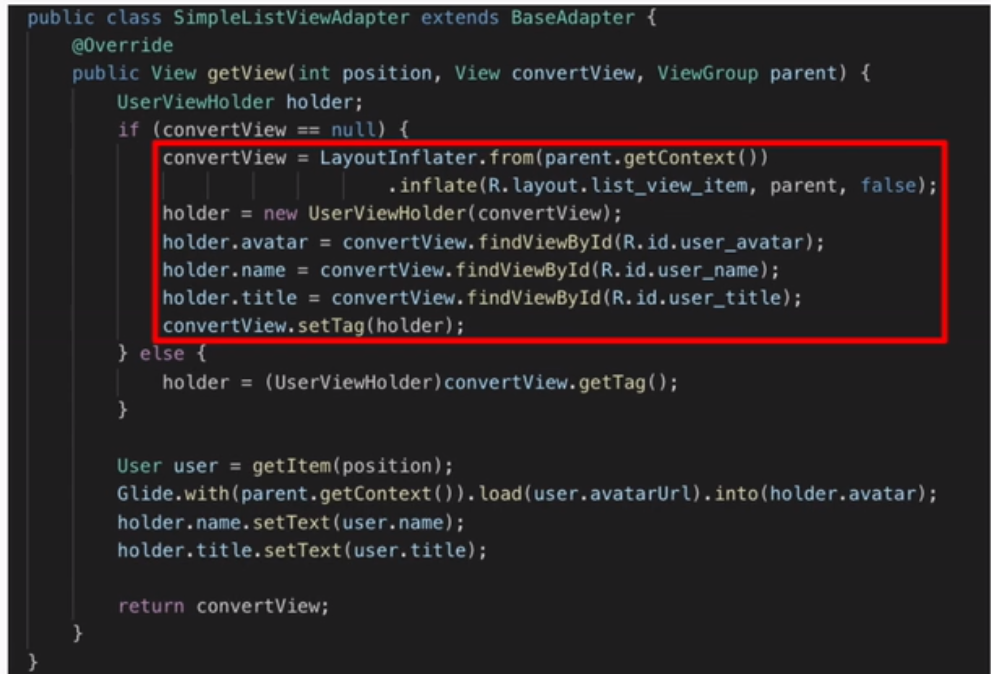 public class SimpleListViewAdapter extends BaseAdapter {
@Override
public View getView(int position, View convertView, ViewGroup parent) {
UserViewHolder holder;
if (convertView == null) {
convertView = LayoutInflater.from(parent.getContext())
.inflate(R.layout.list_view_item, parent, false);
holder = new UserViewHolder(convertView);
holder.avatar = convertView.findViewById(R.id.user_avatar);
holder.name = convertView.findViewById(R.id.user_name);
holder.title = convertView.findViewById(R.id.user_title);
convertView.setTag(holder);
} else {
holder = (UserViewHolder)convertView.getTag();
}
User user = getItem(position);
Glide.with(parent.getContext()).load(user.avatarUrl).into(holder.avatar);
holder.name.setText(user.name);
holder.title.setText(user.title);
return convertView;
}
}